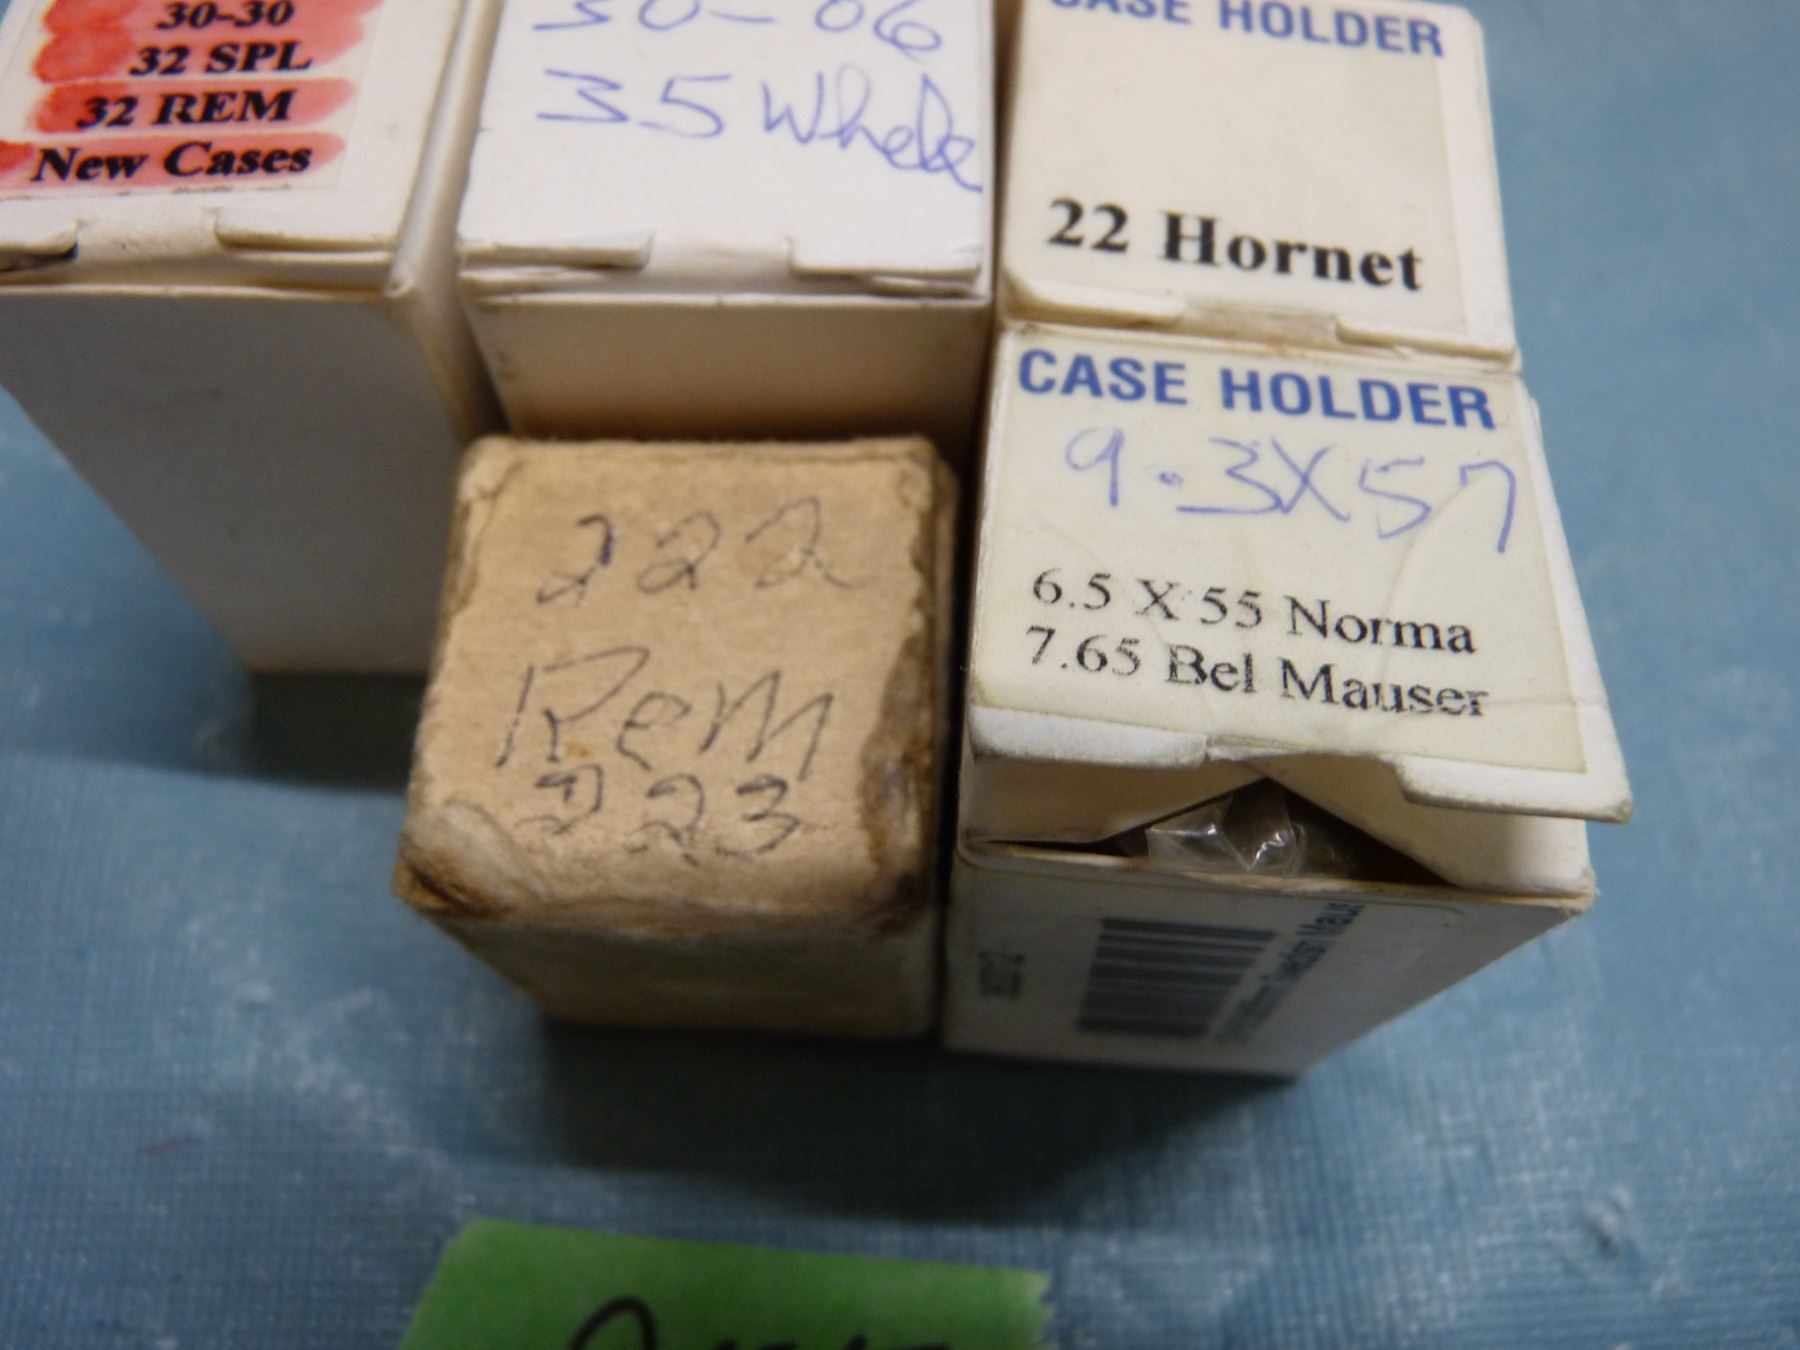 30-30
32 SPL
32 REM
New Cases
30-06
35 Whele
CASE HOLDER
22 Hornet
CASE HOLDER
9.3X57
6.5 X 55 Norma
7.65 Bel Mauser
222
Rem
223